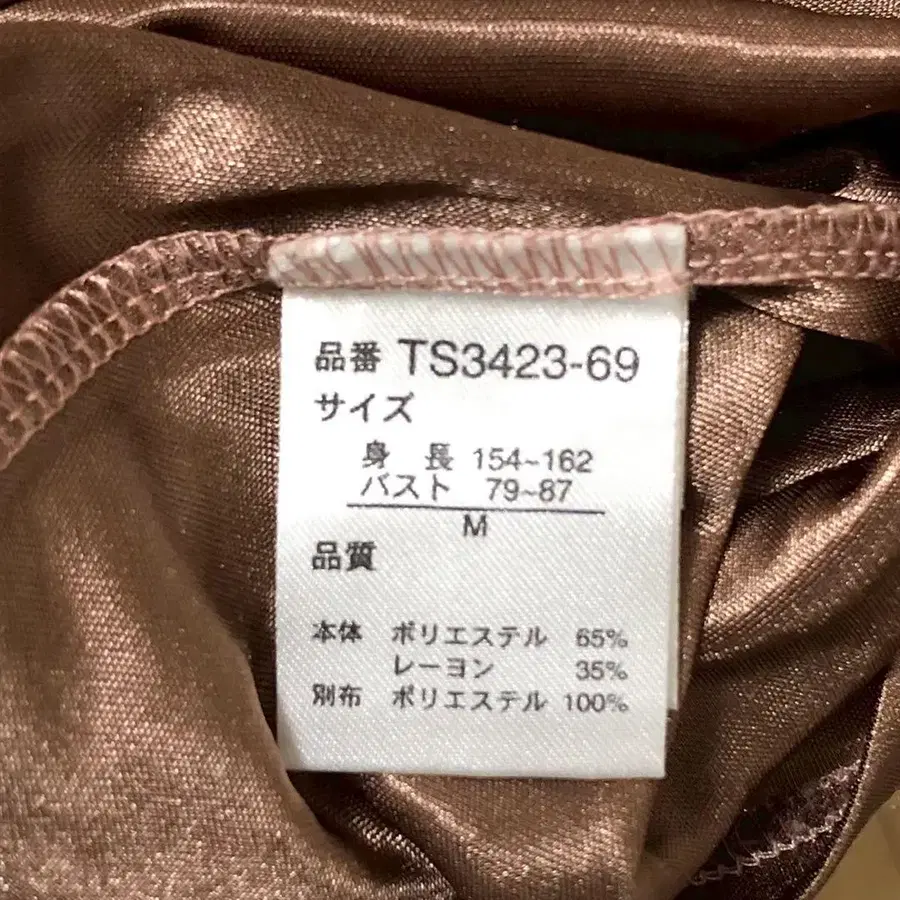 品番 TS3423-69
サイズ
身 長 154~162
バスト 79~87
M
品質
本体 ポリエステル 65%
レーヨン 35%
別布 ポリエステル 100%